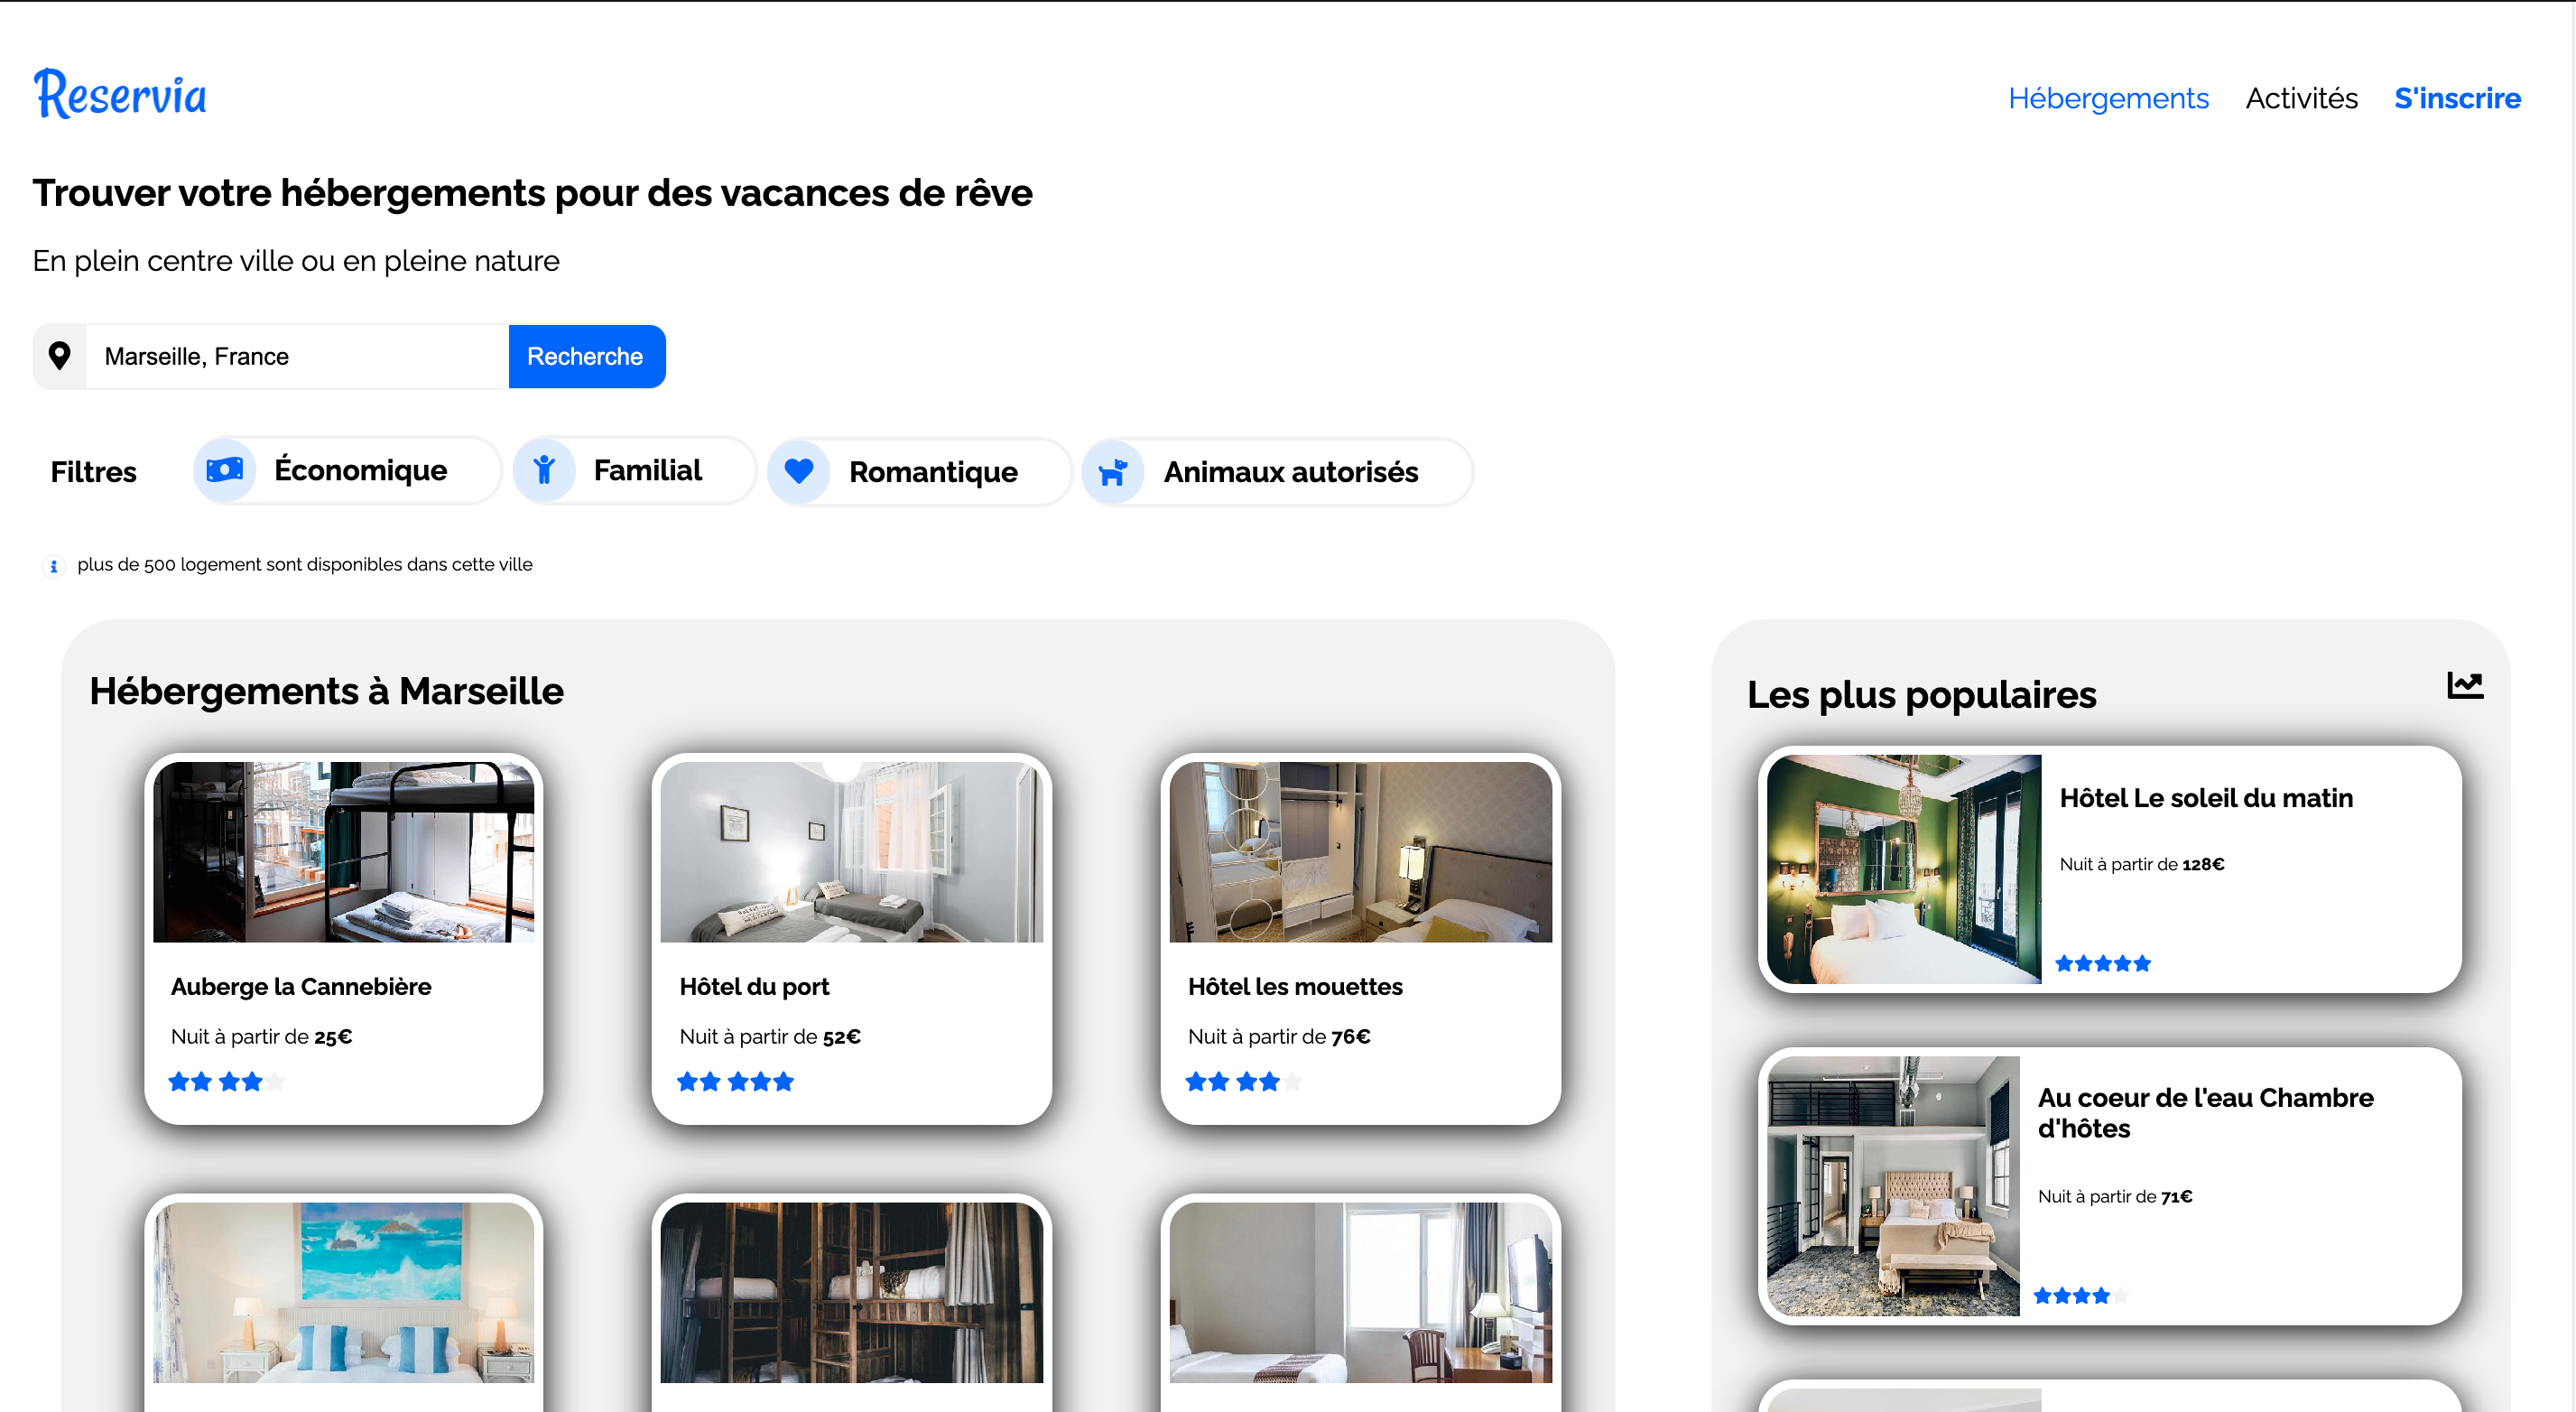 Reservia
Hébergements Activités S'inscrire
Trouver votre hébergements pour des vacances de rêve
En plein centre ville ou en pleine nature
Marseille, France Recherche
Filtres Économique Familial Romantique Animaux autorisés
plus de 500 logement sont disponibles dans cette ville
Hébergements à Marseille
Auberge la Cannebière
Nuit à partir de 25€
Hôtel du port
Nuit à partir de 52€
Hôtel les mouettes
Nuit à partir de 76€
Les plus populaires
Hôtel Le soleil du matin
Nuit à partir de 128€
Au coeur de l'eau Chambre
d'hôtes
Nuit à partir de 71€